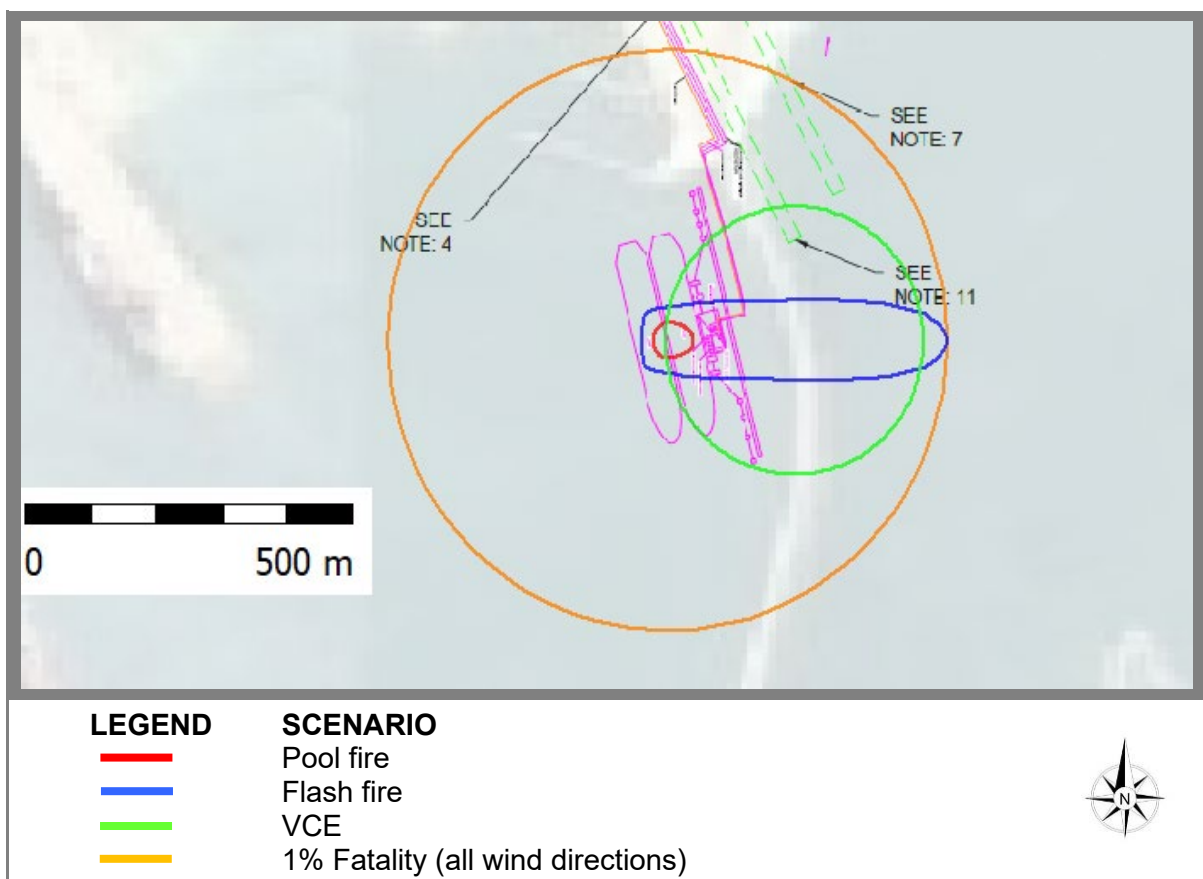 SEE
NOTE: 7
SEE
NOTE: 4
SEE
NOTE: 11
0 500 m
LEGEND SCENARIO
Pool fire
Flash fire
VCE
1% Fatality (all wind directions)
N